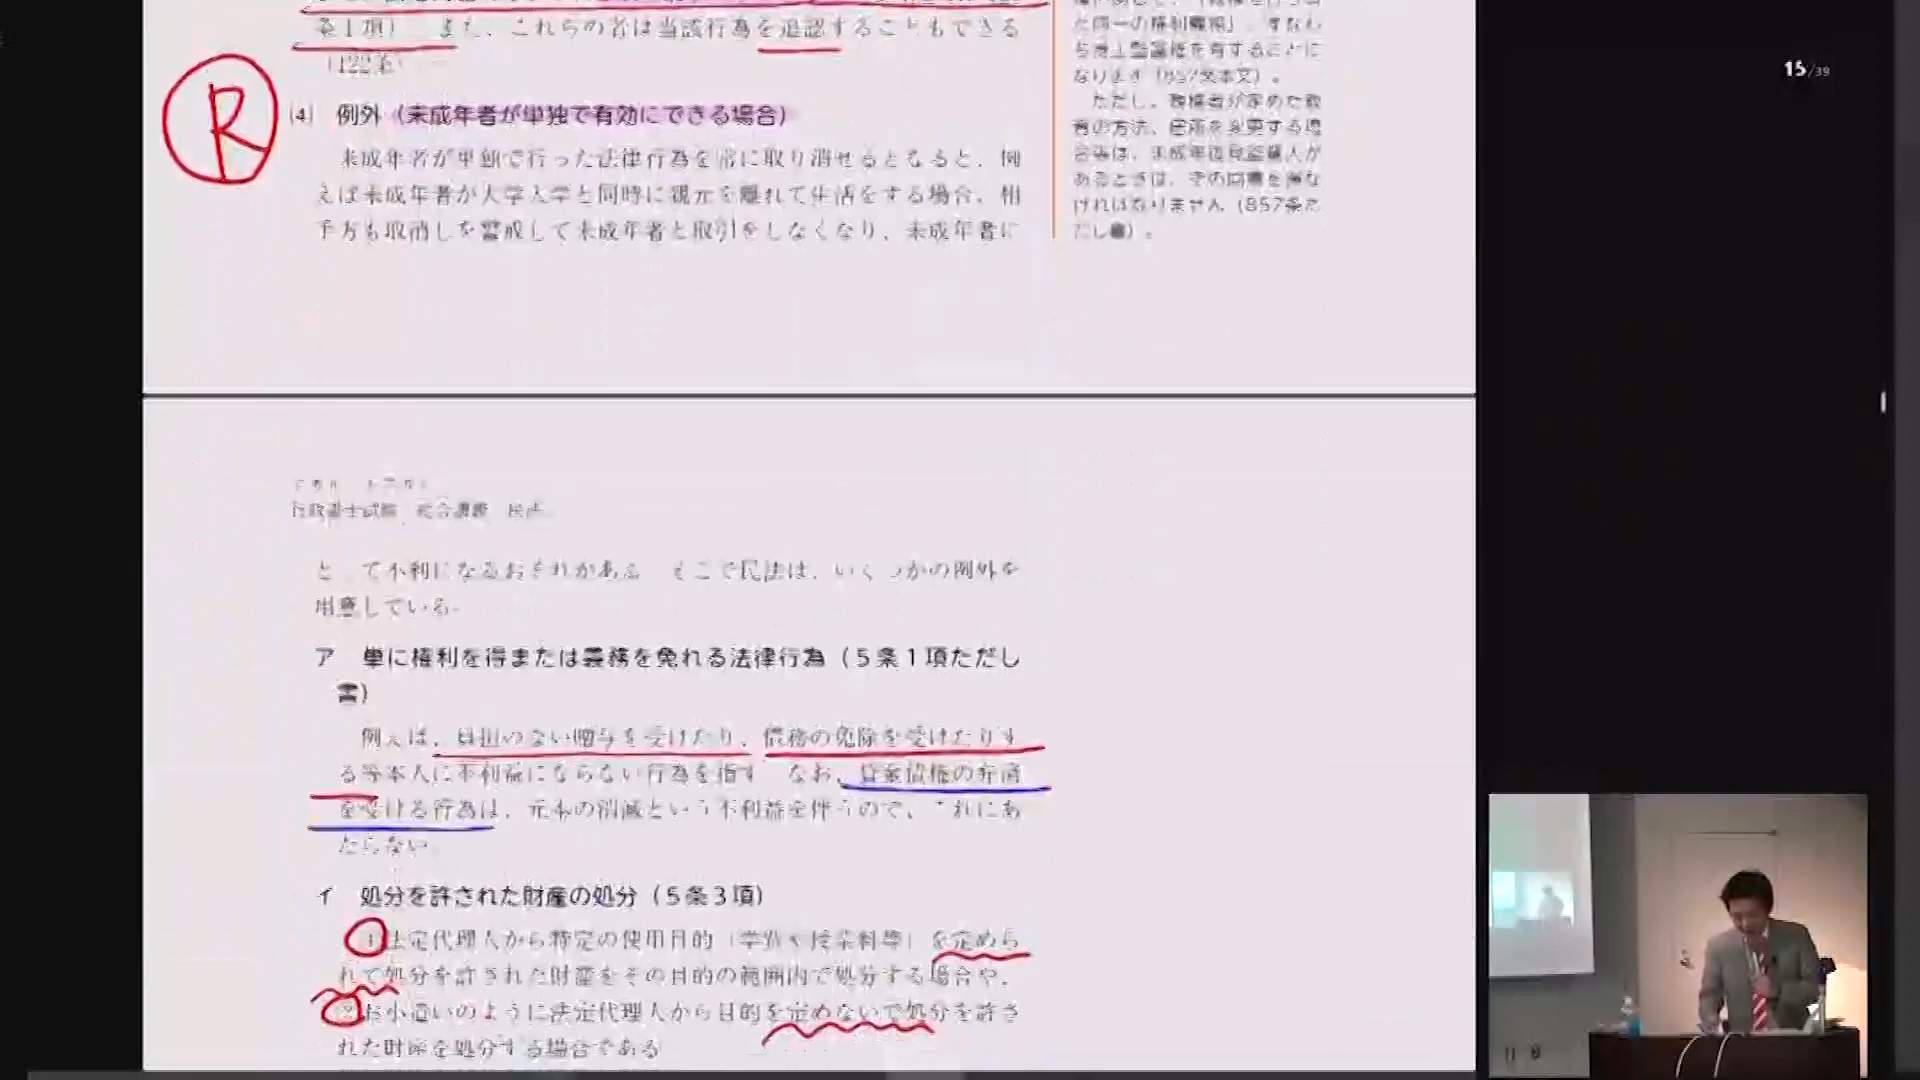 条1項) また、これらの者は当該行為を追認することもできる
(122条)
R
(4) 例外(未成年者が単独で有効にできる場合)
未成年者が単独で行った法律行為を常に取り消せるとなると、例
えば未成年者が大学入学と同時に親元を離れて生活をする場合、相
手方も取消しを警戒して未成年者と取引をしなくなり、未成年者に
た同一の権利義務」、すなわ
ち身上監護権を有することに
なります(857条本文)。
ただし、親権者が定めた教
育の方法、居所を変更する場
合等は、未成年後見監督人が
あるときは、その同意を得な
ければなりません(857条た
だし書)。
15/39
行政書士試験 総合講義 民法
とって不利になるおそれがある そこで民法は、いくつかの例外を
用意している。
ア 単に権利を得または義務を免れる法律行為(5条1項ただし
書)
例えば、負担のない贈与を受けたり、債務の免除を受けたりす
る等本人に不利益にならない行為を指す なお、貸金債権の弁済
を受ける行為は、元本の消滅という不利益を伴うので、これにあ
たらない
イ 処分を許された財産の処分(5条3項)
①法定代理人から特定の使用目的(学費や授業料等)を定めら
れて処分を許された財産をその目的の範囲内で処分する場合や、
②お小遣いのように法定代理人から目的を定めないで処分を許さ
れた財産を処分する場合である